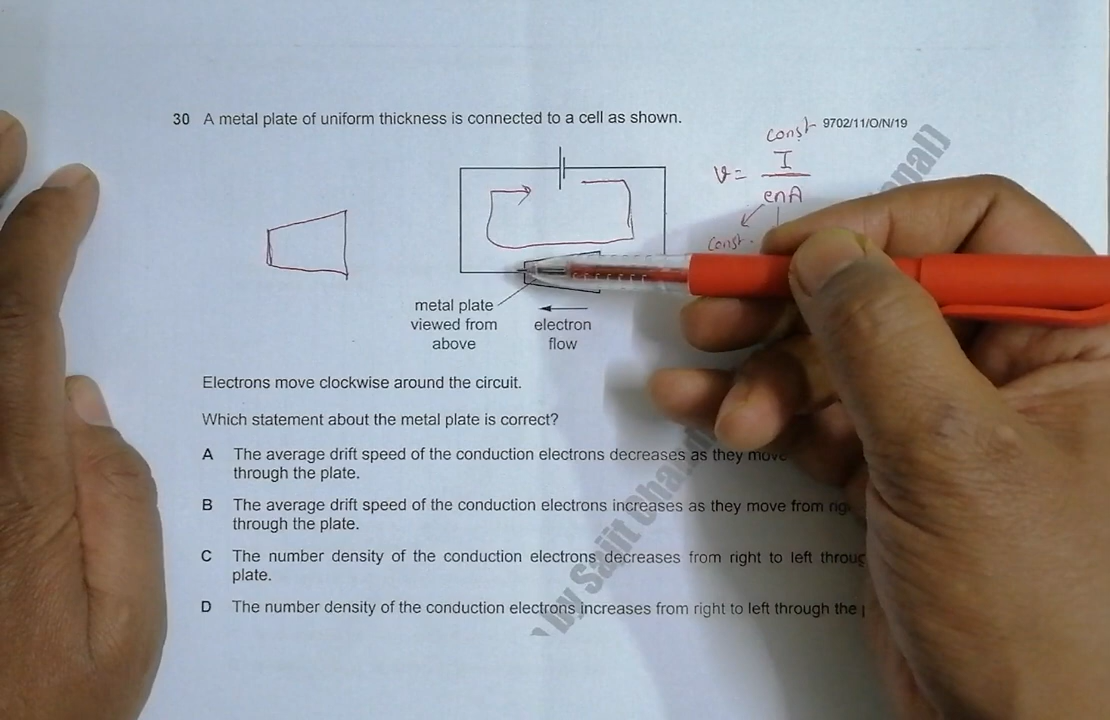 30 A metal plate of uniform thickness is connected to a cell as shown.
9702/11/O/N/19
const
v = I
enA
const.
metal plate
viewed from
above
electron
flow
Electrons move clockwise around the circuit.
Which statement about the metal plate is correct?
A The average drift speed of the conduction electrons decreases as they move
through the plate.
B The average drift speed of the conduction electrons increases as they move from
through the plate.
C The number density of the conduction electrons decreases from right to left
plate.
D The number density of the conduction electrons increases from right to left through the
by Sajit